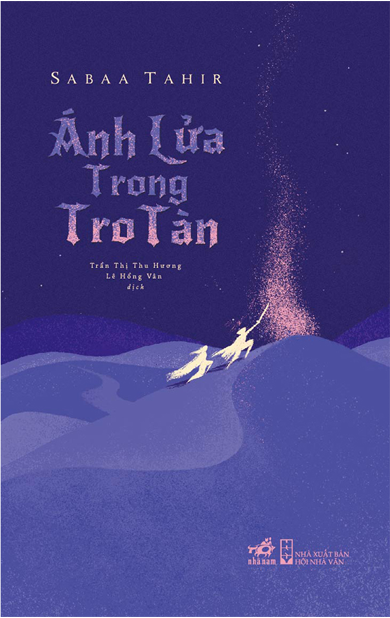 SABAA TAHIR
Ánh Lửa
Trong
Tro Tàn
Trần Thị Thu Hương
Lê Hồng Vân
dịch
nhã nam
NHÀ XUẤT BẢN
HỘI NHÀ VĂN